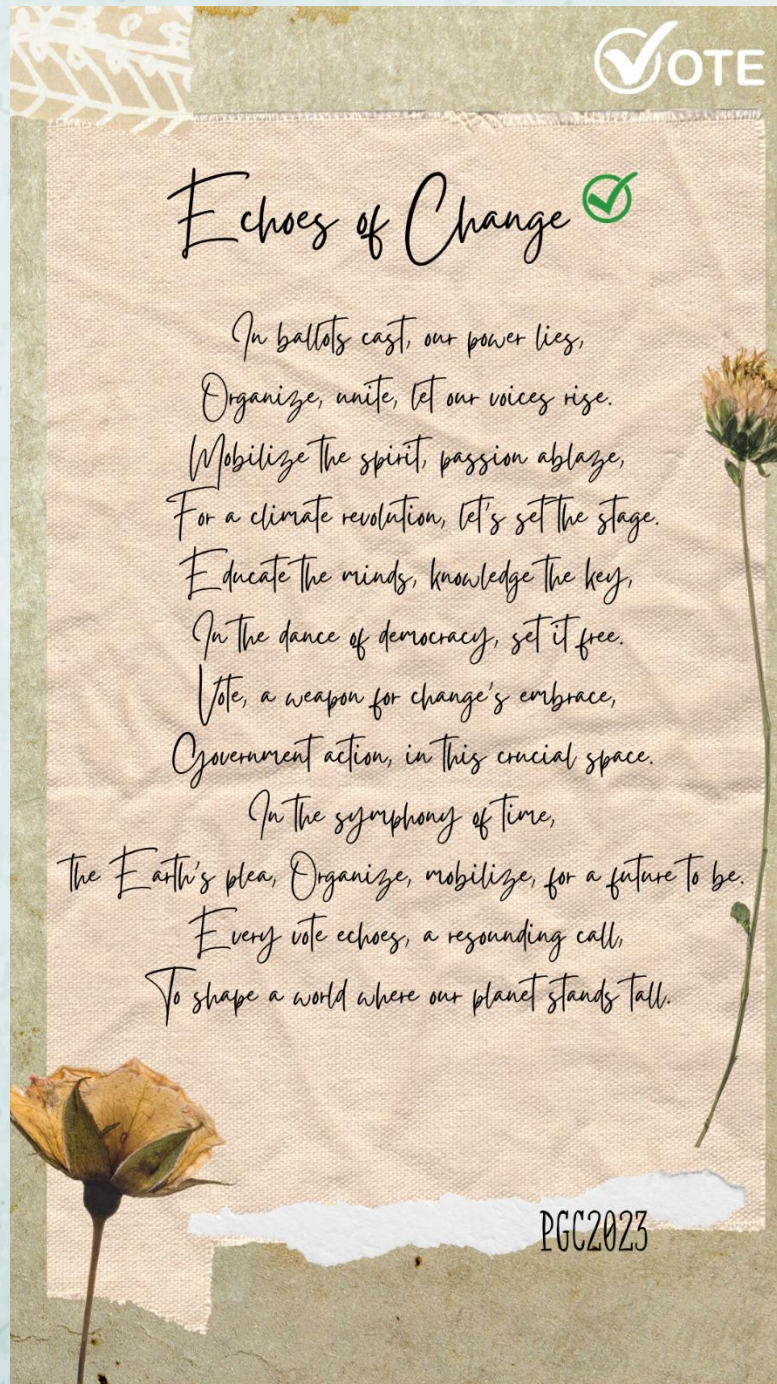 VOTE
Echoes of Change
In ballots cast, our power lies,
Organize, unite, let our voices rise.
Mobilize the spirit, passion ablaze,
For a climate revolution, let's set the stage.
Educate the minds, knowledge the key,
In the dance of democracy, set it free.
Vote, a weapon for change's embrace,
Government action, in this crucial space.
In the symphony of time,
the Earth's plea, Organize, mobilize, for a future to be.
Every vote echoes, a resounding call,
To shape a world where our planet stands tall.
PGC2023